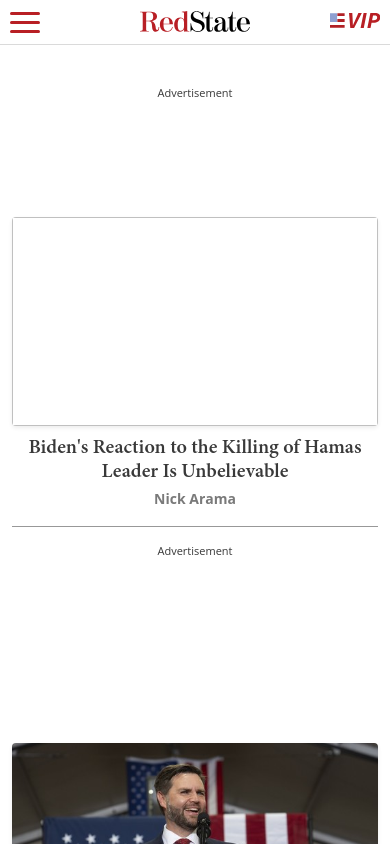 RedState
VIP
Advertisement
Biden's Reaction to the Killing of Hamas
Leader Is Unbelievable
Nick Arama
Advertisement